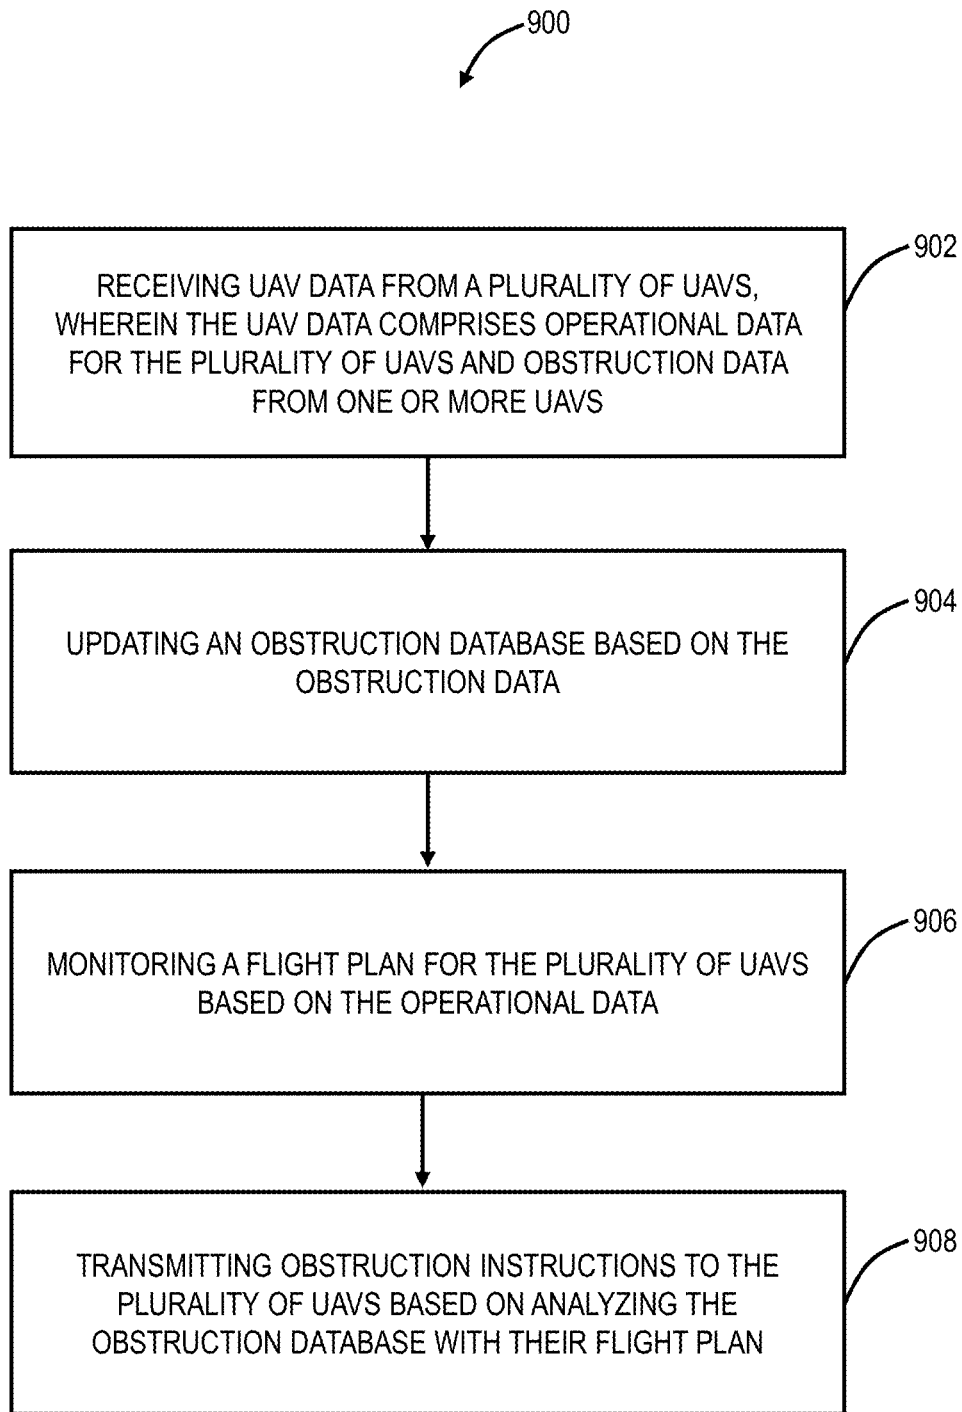 900
RECEIVING UAV DATA FROM A PLURALITY OF UAVS,
WHEREIN THE UAV DATA COMPRISES OPERATIONAL DATA
FOR THE PLURALITY OF UAVS AND OBSTRUCTION DATA
FROM ONE OR MORE UAVS
902
UPDATING AN OBSTRUCTION DATABASE BASED ON THE
OBSTRUCTION DATA
904
MONITORING A FLIGHT PLAN FOR THE PLURALITY OF UAVS
BASED ON THE OPERATIONAL DATA
906
TRANSMITTING OBSTRUCTION INSTRUCTIONS TO THE
PLURALITY OF UAVS BASED ON ANALYZING THE
OBSTRUCTION DATABASE WITH THEIR FLIGHT PLAN
908